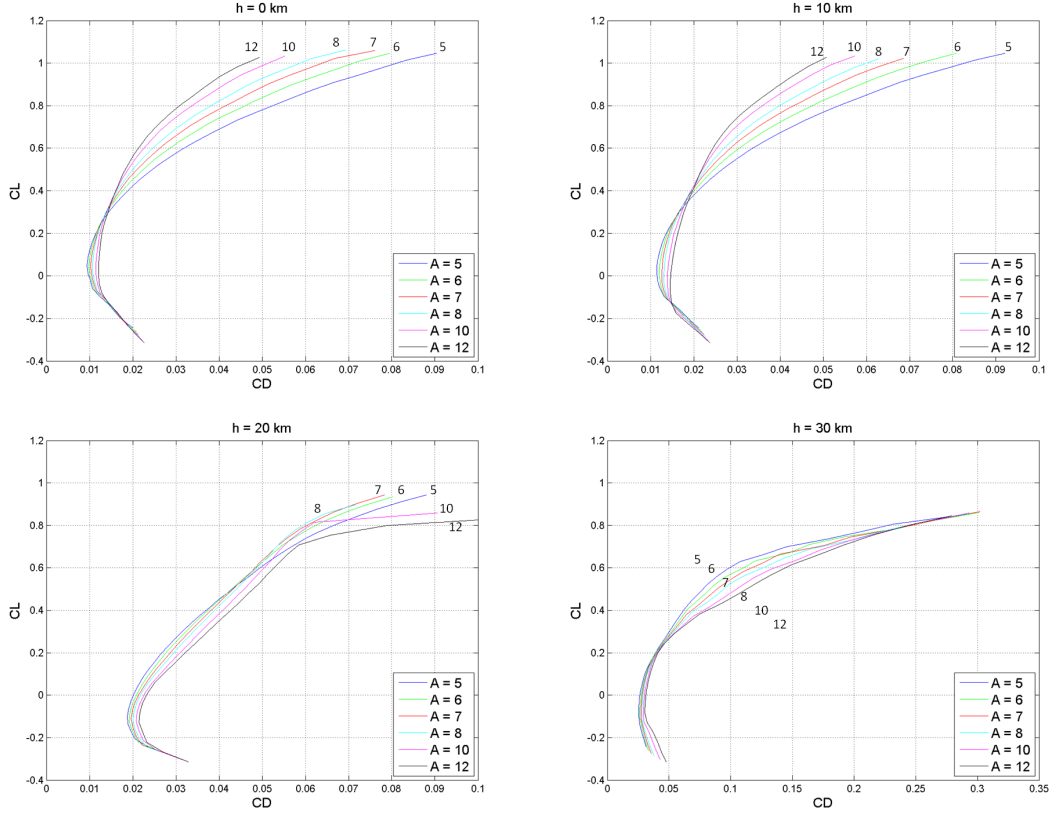 h = 0 km
CL
1.2
1
0.8
0.6
0.4
0.2
0
-0.2
-0.4
12 10 8 7 6 5
A = 5
A = 6
A = 7
A = 8
A = 10
A = 12
0 0.01 0.02 0.03 0.04 0.05 0.06 0.07 0.08 0.09 0.1
CD
h = 10 km
CL
1.2
1
0.8
0.6
0.4
0.2
0
-0.2
-0.4
12 10 8 7 6 5
A = 5
A = 6
A = 7
A = 8
A = 10
A = 12
0 0.01 0.02 0.03 0.04 0.05 0.06 0.07 0.08 0.09 0.1
CD
h = 20 km
CL
1.2
1
0.8
0.6
0.4
0.2
0
-0.2
-0.4
8 7 6 5
10
12
A = 5
A = 6
A = 7
A = 8
A = 10
A = 12
0 0.01 0.02 0.03 0.04 0.05 0.06 0.07 0.08 0.09 0.1
CD
h = 30 km
CL
1.2
1
0.8
0.6
0.4
0.2
0
-0.2
-0.4
5
6
7
8
10
12
A = 5
A = 6
A = 7
A = 8
A = 10
A = 12
0 0.05 0.1 0.15 0.2 0.25 0.3 0.35
CD